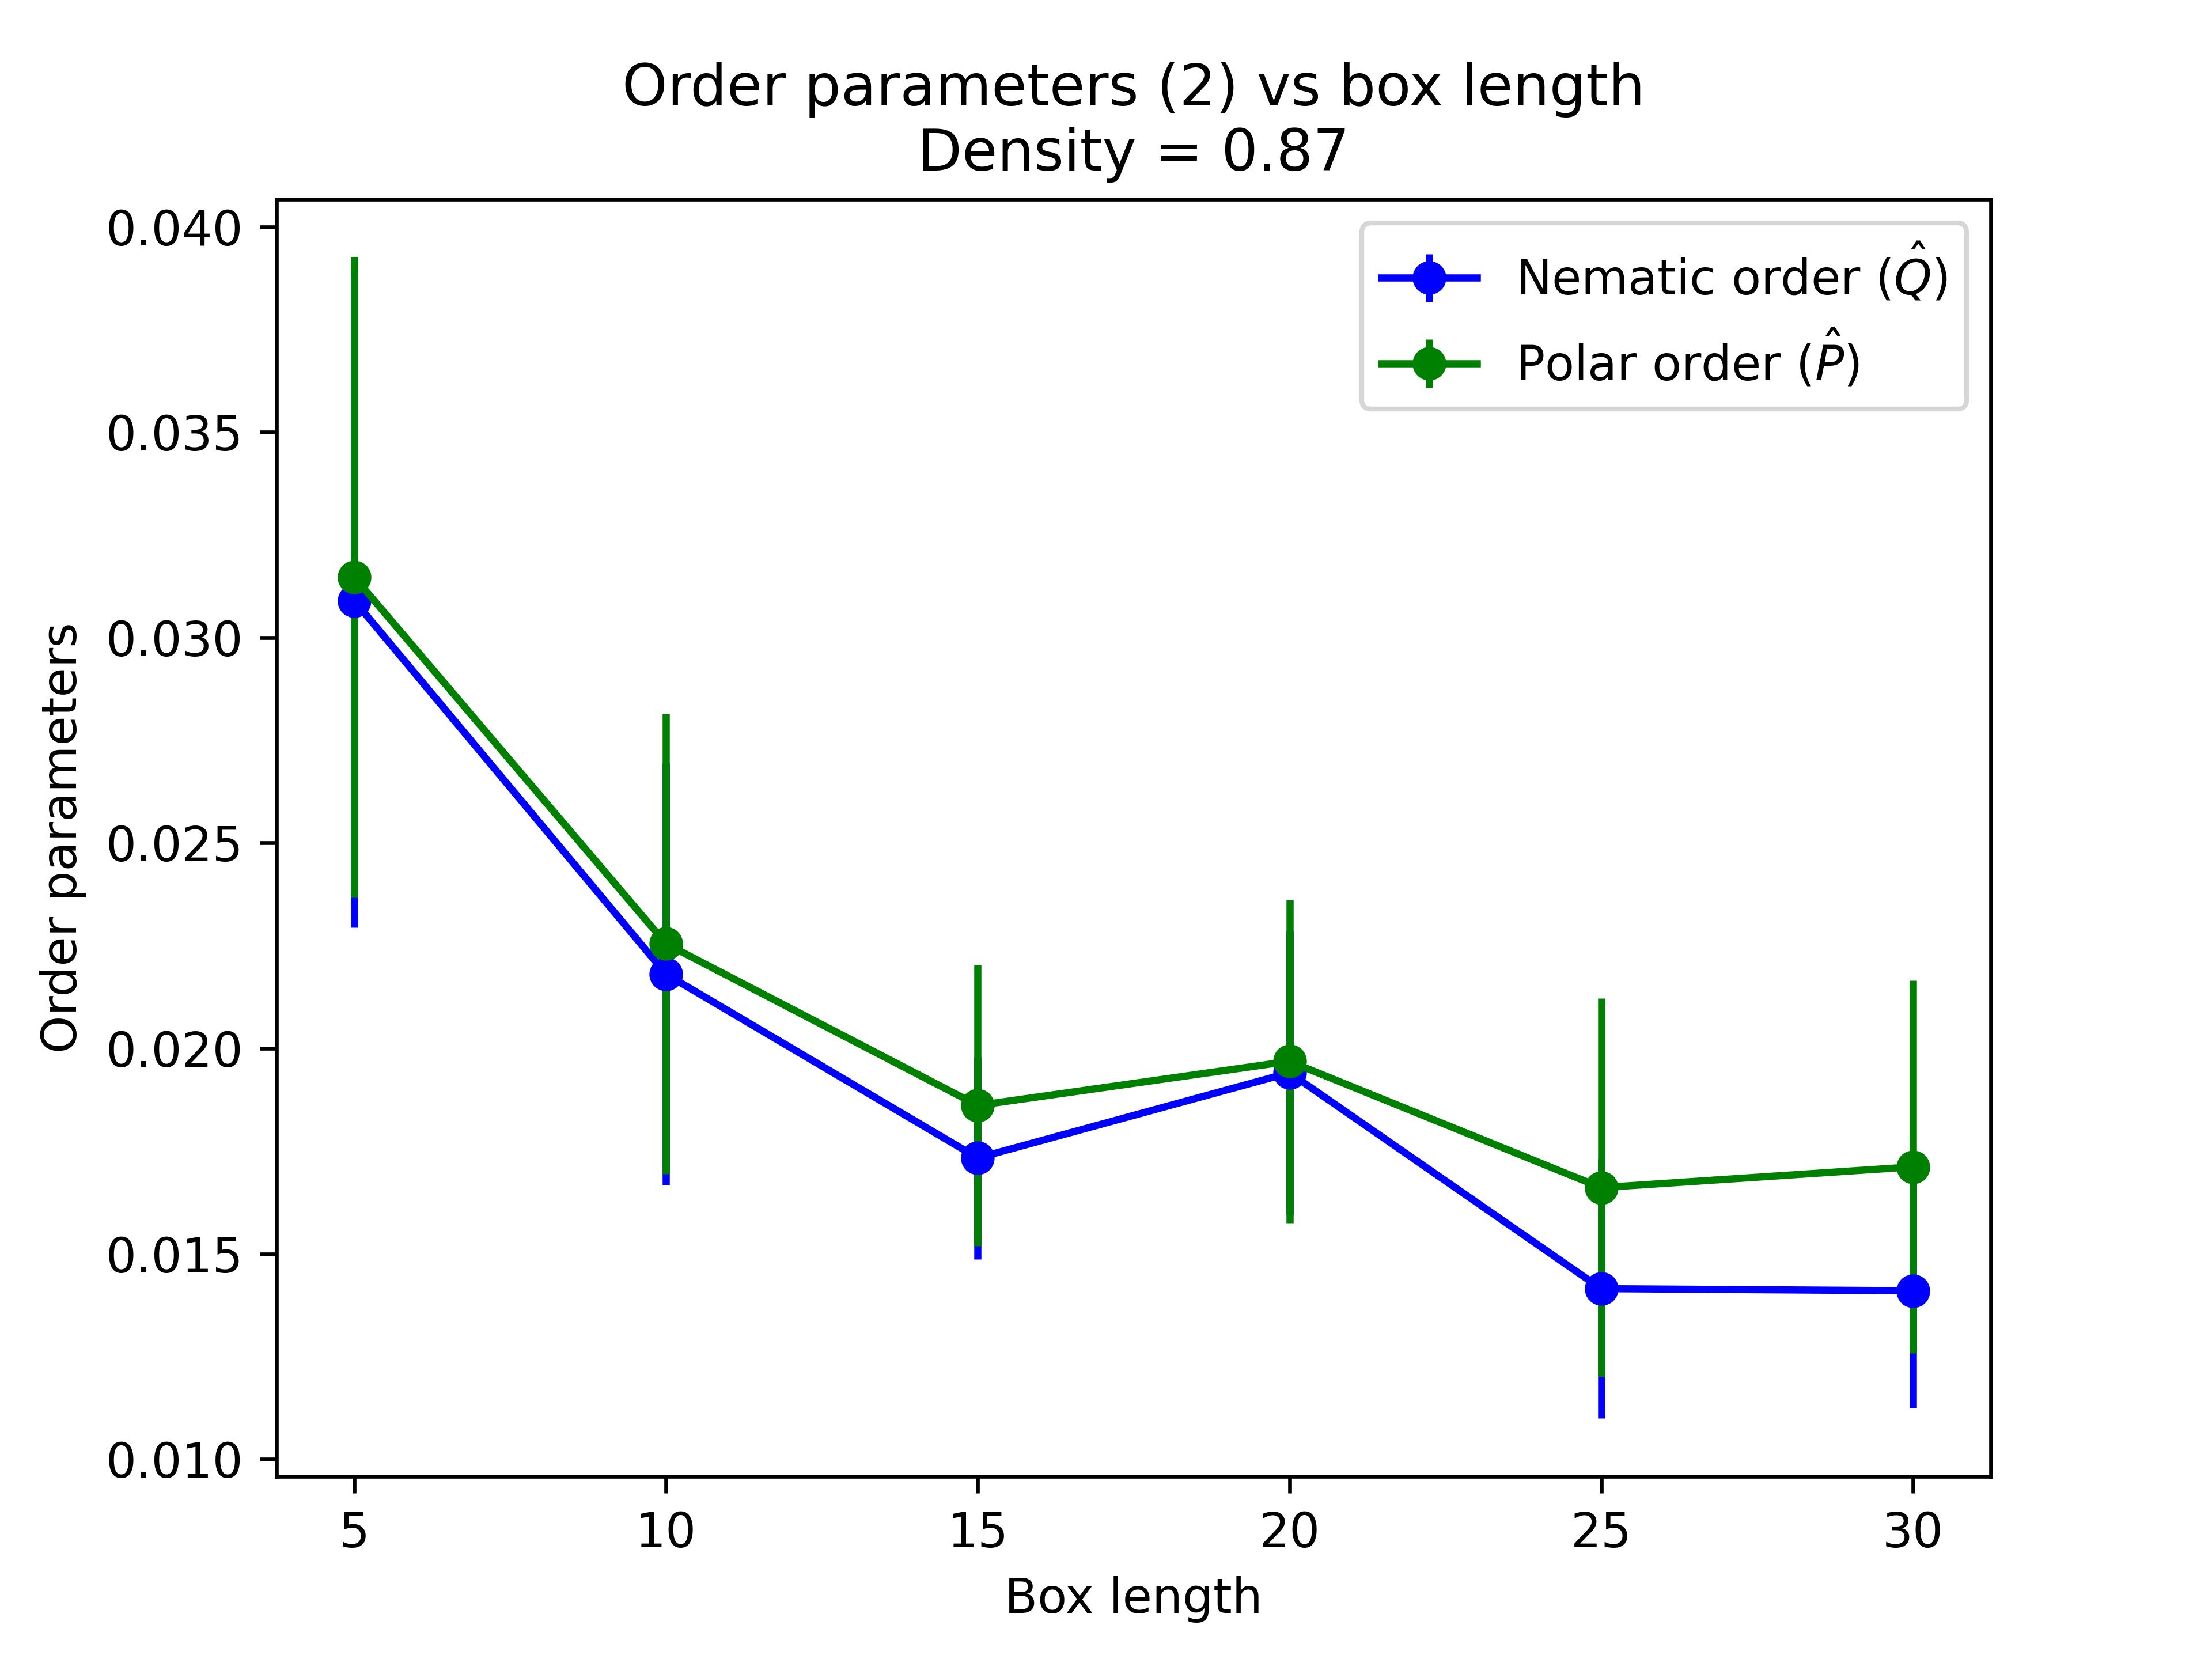 Order parameters (2) vs box length
Density = 0.87
0.040
0.035
0.030
0.025
0.020
0.015
0.010
Order parameters
Nematic order (Q̂)
Polar order (P̂)
5 10 15 20 25 30
Box length